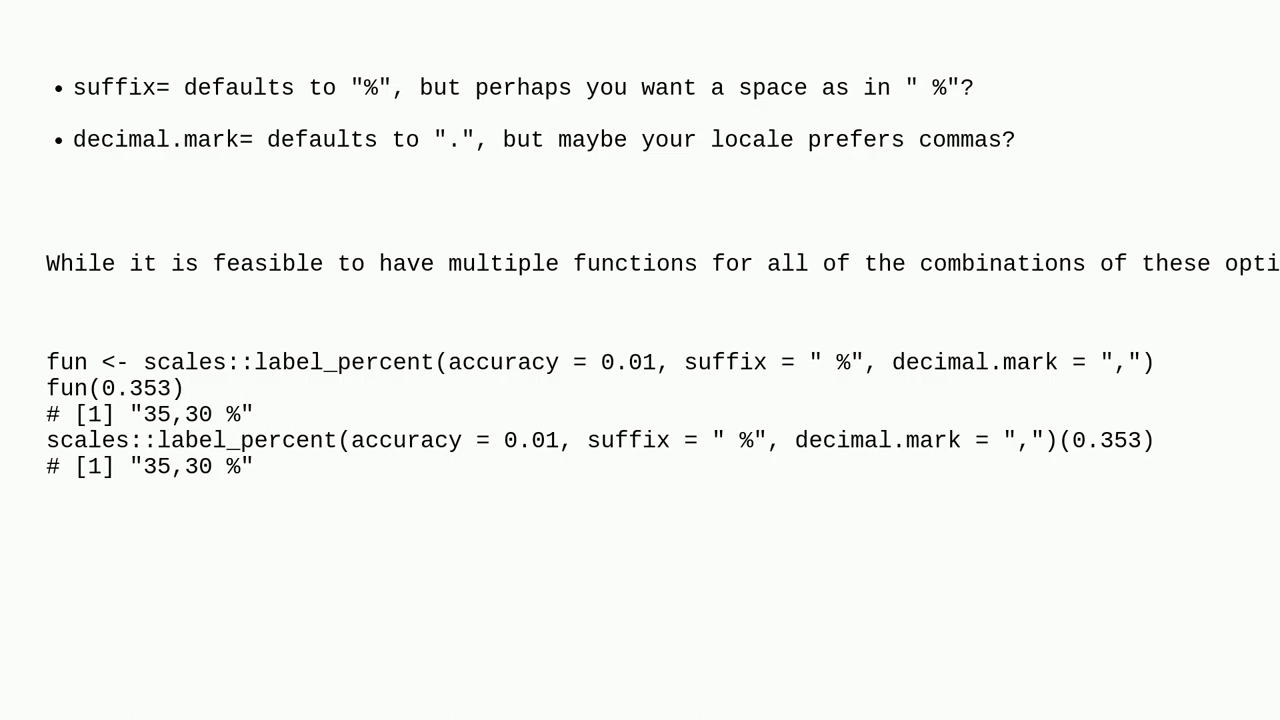 • suffix= defaults to "%", but perhaps you want a space as in " %"?
• decimal.mark= defaults to ".", but maybe your locale prefers commas?
While it is feasible to have multiple functions for all of the combinations of these opti
fun <- scales::label_percent(accuracy = 0.01, suffix = " %", decimal.mark = ",")
fun(0.353)
# [1] "35,30 %"
scales::label_percent(accuracy = 0.01, suffix = " %", decimal.mark = ",")(0.353)
# [1] "35,30 %"